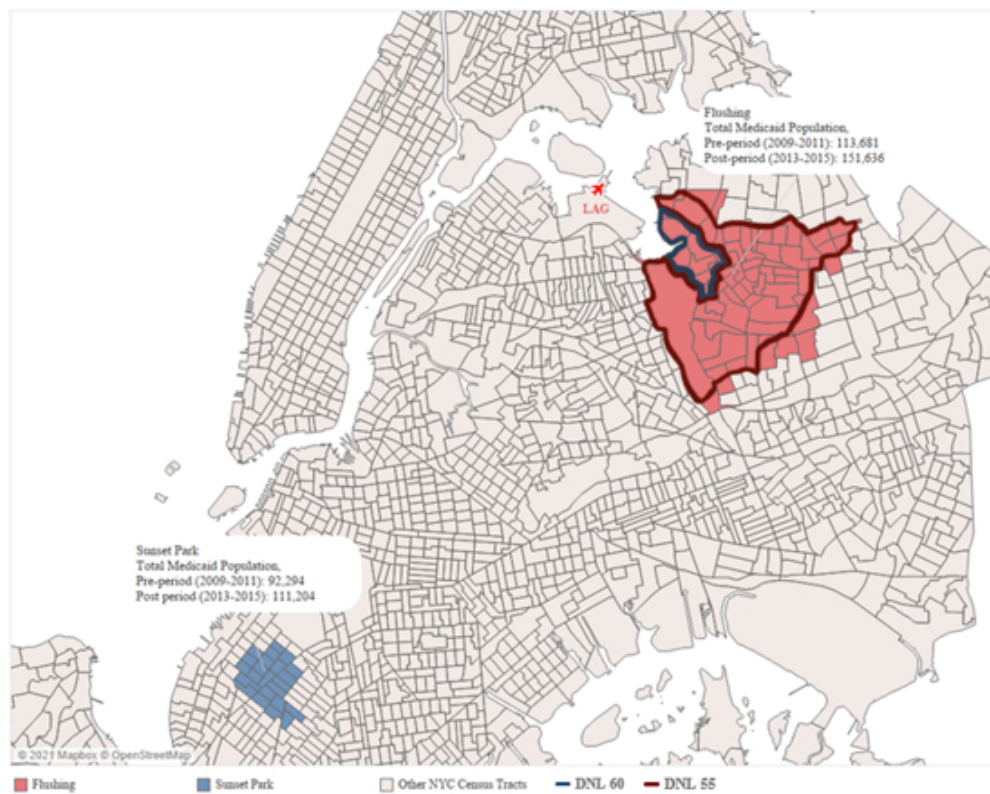 Flushing
Total Medicaid Population,
Pre-period (2009-2011): 113,681
Post-period (2013-2015): 151,636
LAG
Sunset Park
Total Medicaid Population,
Pre-period (2009-2011): 92,294
Post period (2013-2015): 111,204
© 2021 Mapbox © OpenStreetMap
Flushing
Sunset Park
Other NYC Census Tracts
DNL 60
DNL 55